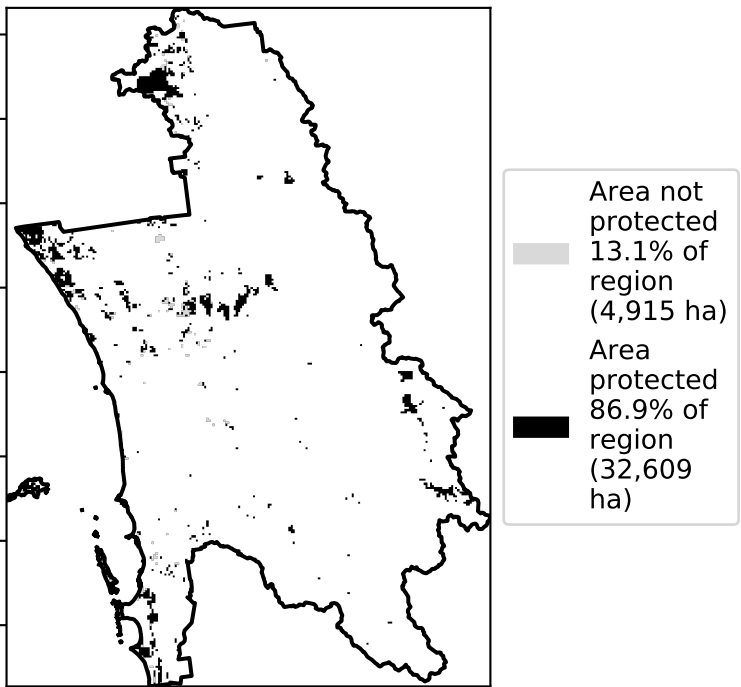 Area not
protected
13.1% of
region
(4,915 ha)
Area
protected
86.9% of
region
(32,609
ha)